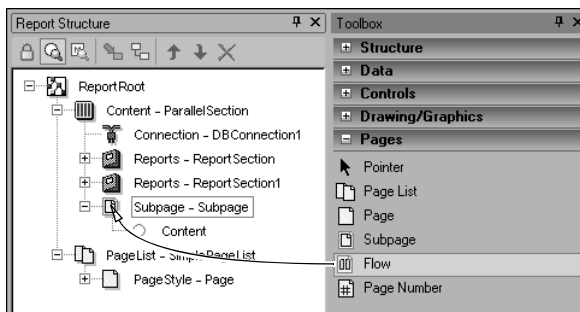 Report Structure
ReportRoot
Content - ParallelSection
Connection - DBConnection1
Reports - ReportSection
Reports - ReportSection1
Subpage - Subpage
Content
PageList - SimplePageList
PageStyle - Page
Toolbox
Structure
Data
Controls
Drawing/Graphics
Pages
Pointer
Page List
Page
Subpage
Flow
Page Number